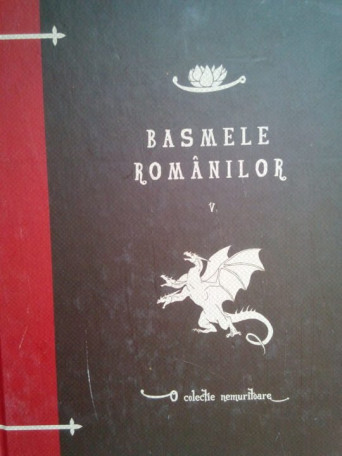 BASMELE
ROMÂNILOR
V.
O colecție nemuritoare